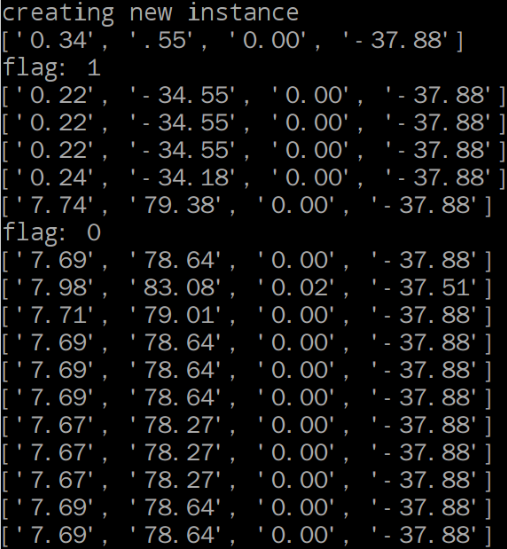 creating new instance
['0.34', '.55', '0.00', '-37.88']
flag: 1
['0.22', '-34.55', '0.00', '-37.88']
['0.22', '-34.55', '0.00', '-37.88']
['0.22', '-34.55', '0.00', '-37.88']
['0.24', '-34.18', '0.00', '-37.88']
['7.74', '79.38', '0.00', '-37.88']
flag: 0
['7.69', '78.64', '0.00', '-37.88']
['7.98', '83.08', '0.02', '-37.51']
['7.71', '79.01', '0.00', '-37.88']
['7.69', '78.64', '0.00', '-37.88']
['7.69', '78.64', '0.00', '-37.88']
['7.69', '78.64', '0.00', '-37.88']
['7.67', '78.27', '0.00', '-37.88']
['7.67', '78.27', '0.00', '-37.88']
['7.67', '78.27', '0.00', '-37.88']
['7.69', '78.64', '0.00', '-37.88']
['7.69', '78.64', '0.00', '-37.88']